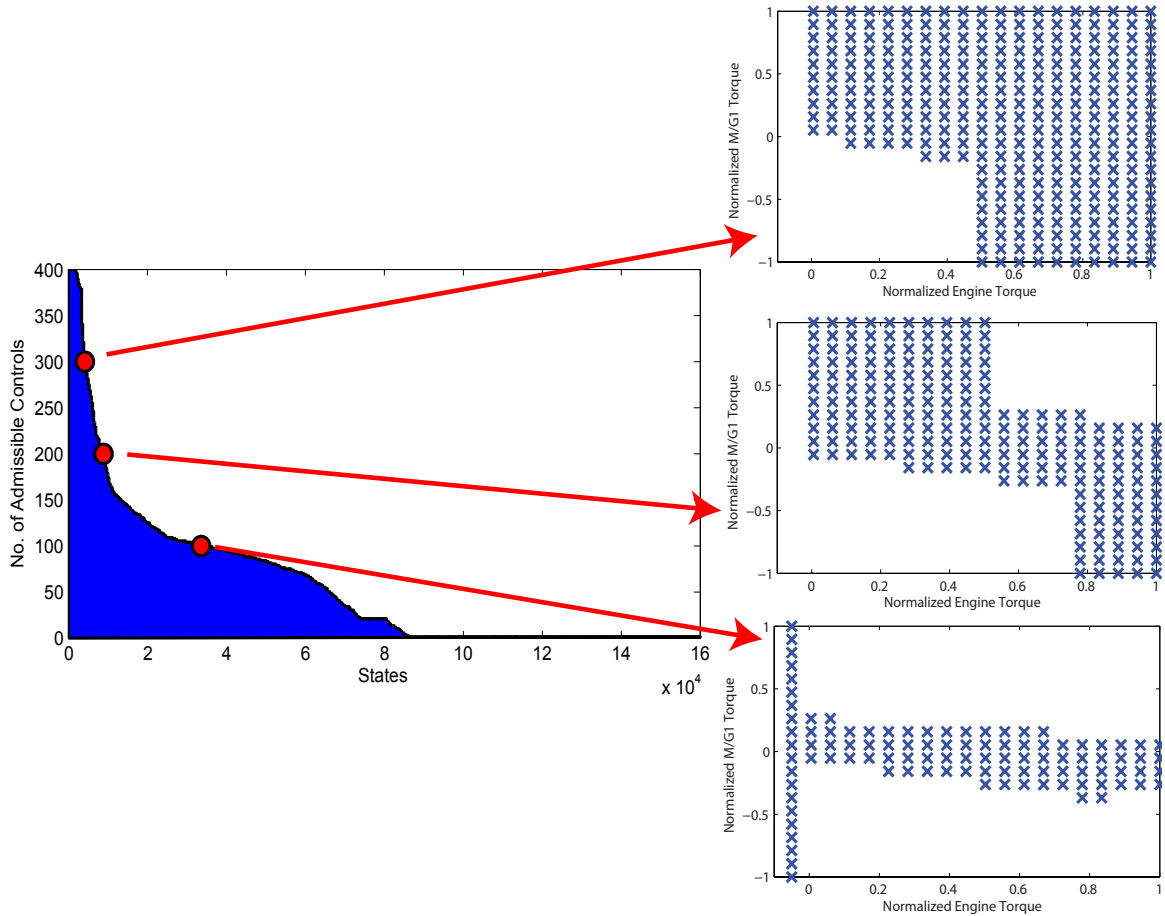 No. of Admissible Controls
400
350
300
250
200
150
100
50
0
0 2 4 6 8 10 12 14 16
States
x 10^4
Normalized M/G1 Torque
1
0.5
0
−0.5
−1
0 0.2 0.4 0.6 0.8 1
Normalized Engine Torque
Normalized M/G1 Torque
1
0.5
0
−0.5
−1
0 0.2 0.4 0.6 0.8 1
Normalized Engine Torque
Normalized M/G1 Torque
1
0.5
0
−0.5
−1
0 0.2 0.4 0.6 0.8 1
Normalized Engine Torque